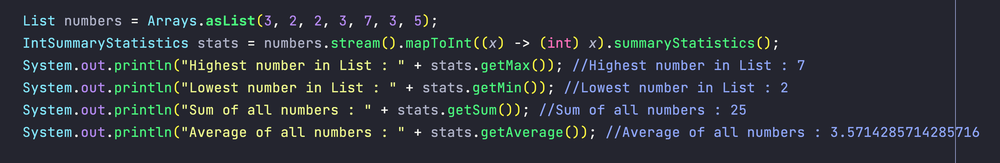 List numbers = Arrays.asList(3, 2, 2, 3, 7, 3, 5);
IntSummaryStatistics stats = numbers.stream().mapToInt((x) -> (int) x).summaryStatistics();
System.out.println("Highest number in List : " + stats.getMax()); //Highest number in List : 7
System.out.println("Lowest number in List : " + stats.getMin()); //Lowest number in List : 2
System.out.println("Sum of all numbers : " + stats.getSum()); //Sum of all numbers : 25
System.out.println("Average of all numbers : " + stats.getAverage()); //Average of all numbers : 3.5714285714285716